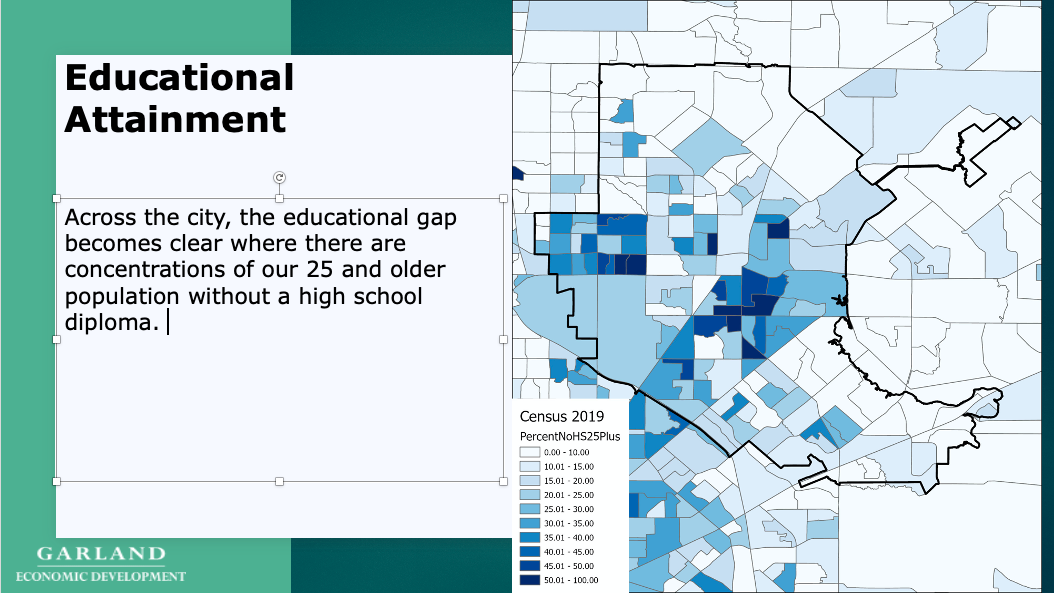 Educational
Attainment
Across the city, the educational gap
becomes clear where there are
concentrations of our 25 and older
population without a high school
diploma.
Census 2019
PercentNoHS25Plus
0.00 - 10.00
10.01 - 15.00
15.01 - 20.00
20.01 - 25.00
25.01 - 30.00
30.01 - 35.00
35.01 - 40.00
40.01 - 45.00
45.01 - 50.00
50.01 - 100.00
GARLAND
ECONOMIC DEVELOPMENT